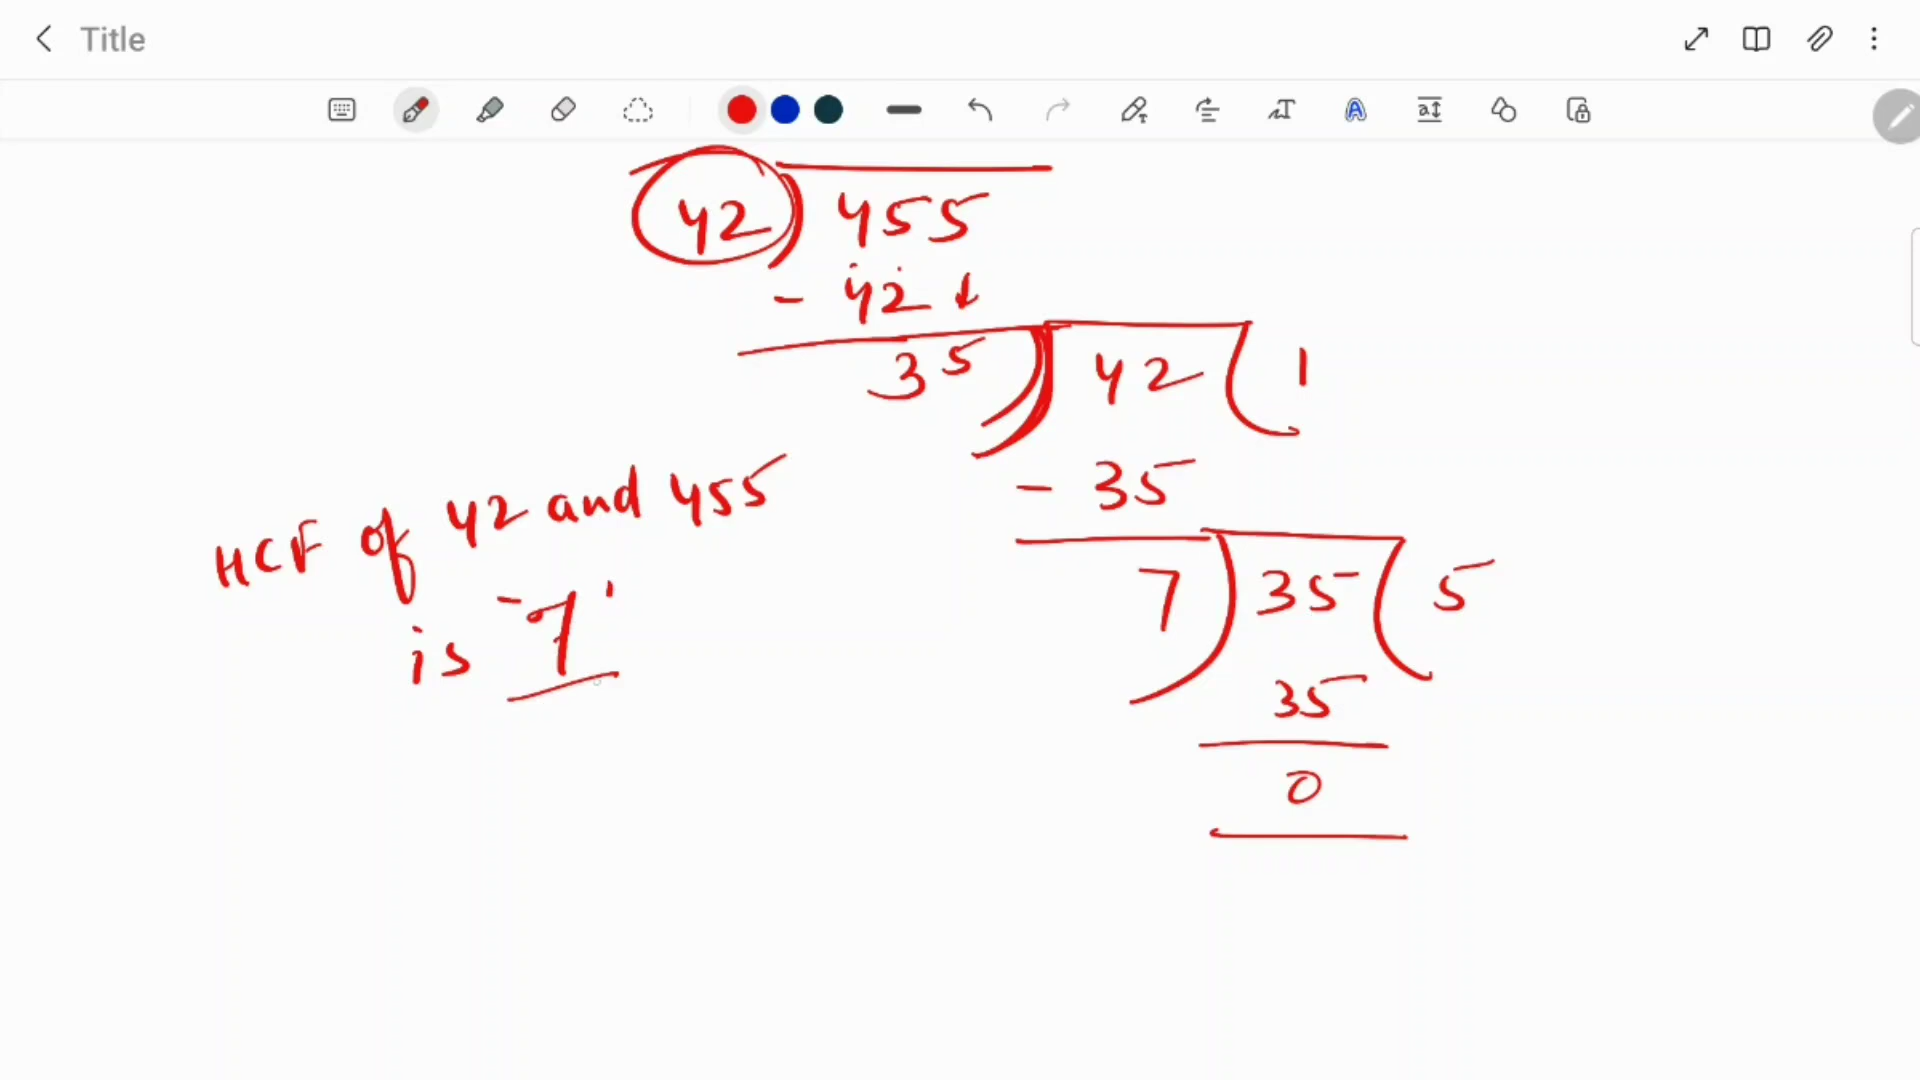 Title
42 ) 455
- 42 ↓
35 ) 42 ( 1
- 35
HCF of 42 and 455
is '7'
7 ) 35 ( 5
35
0